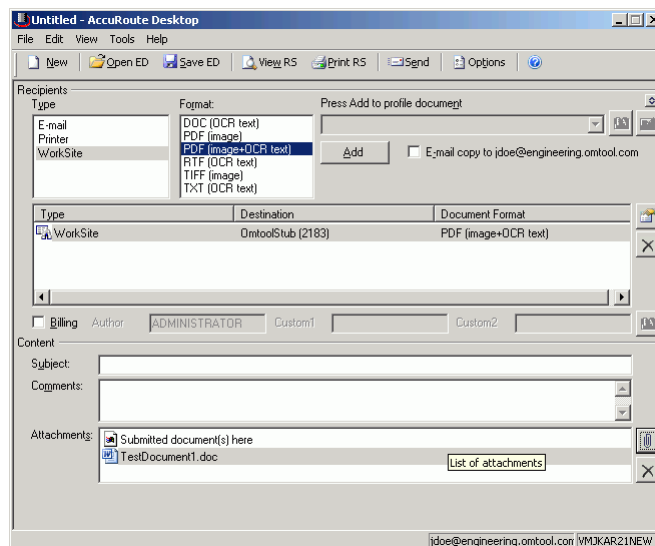 Untitled - AccuRoute Desktop
File Edit View Tools Help
New Open ED Save ED View RS Print RS Send Options
Recipients
Type Format: Press Add to profile document
E-mail
Printer
WorkSite
DOC (OCR text)
PDF (image)
PDF (image+OCR text)
RTF (OCR text)
TIFF (image)
TXT (OCR text)
Add E-mail copy to jdoe@engineering.omtool.com
Type Destination Document Format
WorkSite OmtoolStub (2183) PDF (image+OCR text)
Billing Author ADMINISTRATOR Custom1 Custom2
Content
Subject:
Comments:
Attachments: Submitted document(s) here
TestDocument1.doc
List of attachments
jdoe@engineering.omtool.com VMJKAR21NEW